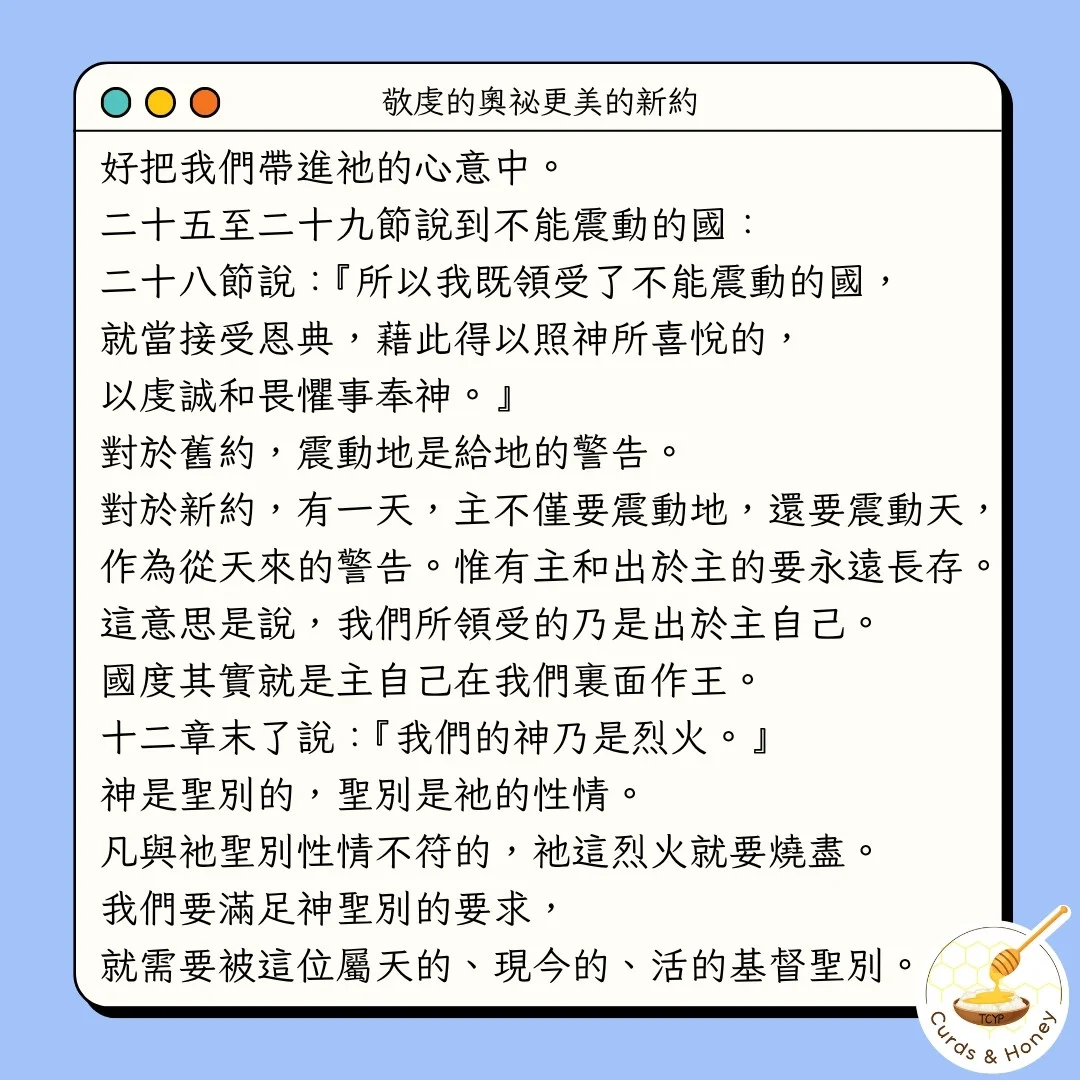 敬虔的奧祕更美的新約
好把我們帶進祂的心意中。
二十五至二十九節說到不能震動的國：
二十八節說：『所以我既領受了不能震動的國，
就當接受恩典，藉此得以照神所喜悅的，
以虔誠和畏懼事奉神。』
對於舊約，震動地是給地的警告。
對於新約，有一天，主不僅要震動地，還要震動天，
作為從天來的警告。惟有主和出於主的要永遠長存。
這意思是說，我們所領受的乃是出於主自己。
國度其實就是主自己在我們裏面作王。
十二章末了說：『我們的神乃是烈火。』
神是聖別的，聖別是祂的性情。
凡與祂聖別性情不符的，祂這烈火就要燒盡。
我們要滿足神聖別的要求，
就需要被這位屬天的、現今的、活的基督聖別。
TCYP
Curds & Honey